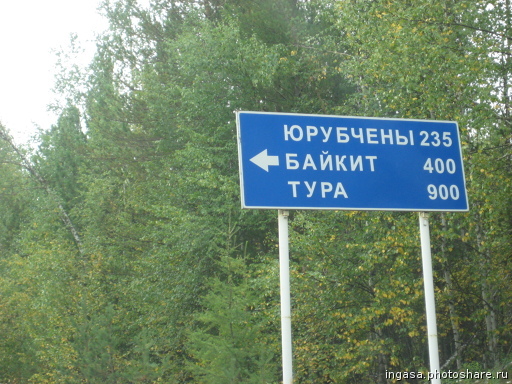 ЮРУБЧЕНЫ 235
БАЙКИТ 400
ТУРА 900
ingasa.photoshare.ru